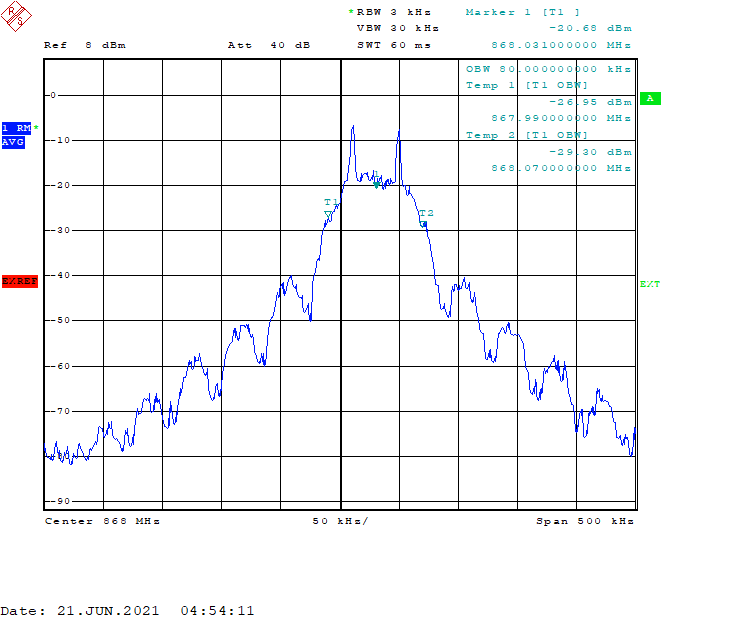 R S
*RBW 3 kHz Marker 1 [T1 ]
VBW 30 kHz -20.68 dBm
Ref 8 dBm Att 40 dB SWT 60 ms 868.031000000 MHz
OBW 80.000000000 kHz
Temp 1 [T1 OBW]
-26.95 dBm
867.990000000 MHz
Temp 2 [T1 OBW]
-29.30 dBm
868.070000000 MHz
0
A
1 RM*
AVG
-10
1
-20
T1
T2
-30
-40
EXREF
EXT
-50
-60
-70
-90
Center 868 MHz 50 kHz/ Span 500 kHz
Date: 21.JUN.2021 04:54:11